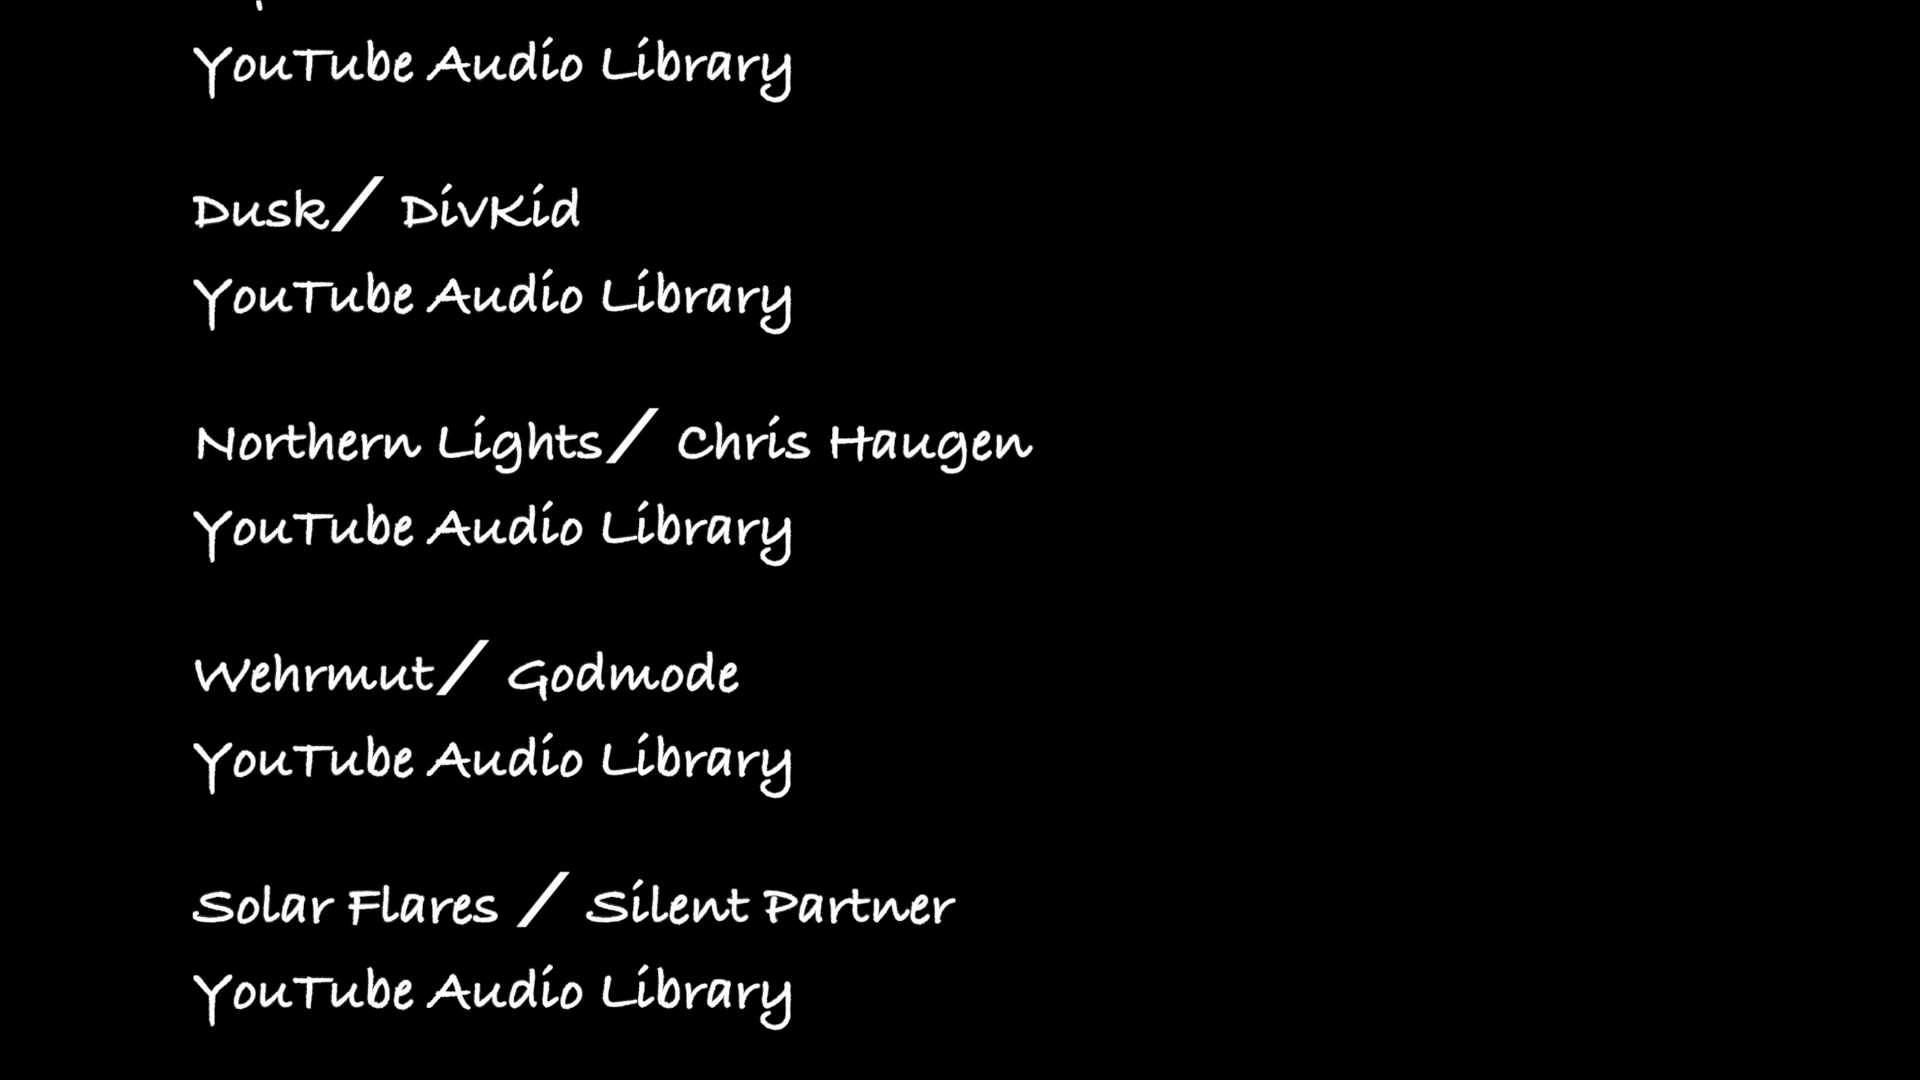 YouTube Audio Library
Dusk/ DivKid
YouTube Audio Library
Northern Lights/ Chris Haugen
YouTube Audio Library
Wehrmut/ Godmode
YouTube Audio Library
Solar Flares / Silent Partner
YouTube Audio Library